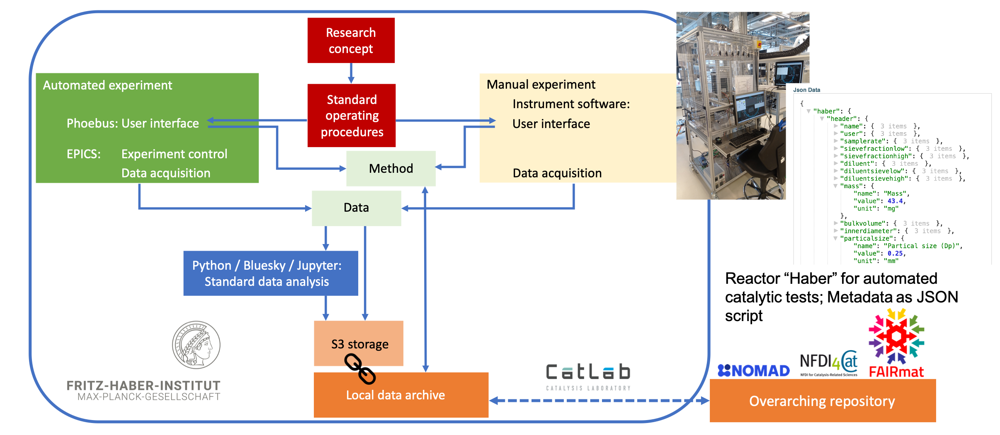 Research
concept
Automated experiment
Phoebus: User interface
EPICS: Experiment control
Data acquisition
Standard
operating
procedures
Manual experiment
Instrument software:
User interface
Data acquisition
Method
Data
Python / Bluesky / Jupyter:
Standard data analysis
S3 storage
Local data archive
FRITZ-HABER-INSTITUT
MAX-PLANCK-GESELLSCHAFT
CatLab
CATALYSIS LABORATORY
Json Data
{
"haber": {
"header": {
"name": { 3 items },
"user": { 3 items },
"samplerate": { 3 items },
"sievefractionlow": { 3 items },
"sievefractionhigh": { 3 items },
"diluent": { 3 items },
"diluentsievelow": { 3 items },
"diluentsievehigh": { 3 items },
"mass": {
"name": "Mass",
"value": 43.4,
"unit": "mg"
},
"bulkvolume": { 3 items },
"innerdiameter": { 3 items },
"particalsize": {
"name": "Partical size (Dp)",
"value": 0.25,
"unit": "mm"
Reactor “Haber” for automated
catalytic tests; Metadata as JSON
script
NOMAD
NFDI4Cat
NFDI for Catalysis-Related Sciences
FAIRmat
Overarching repository